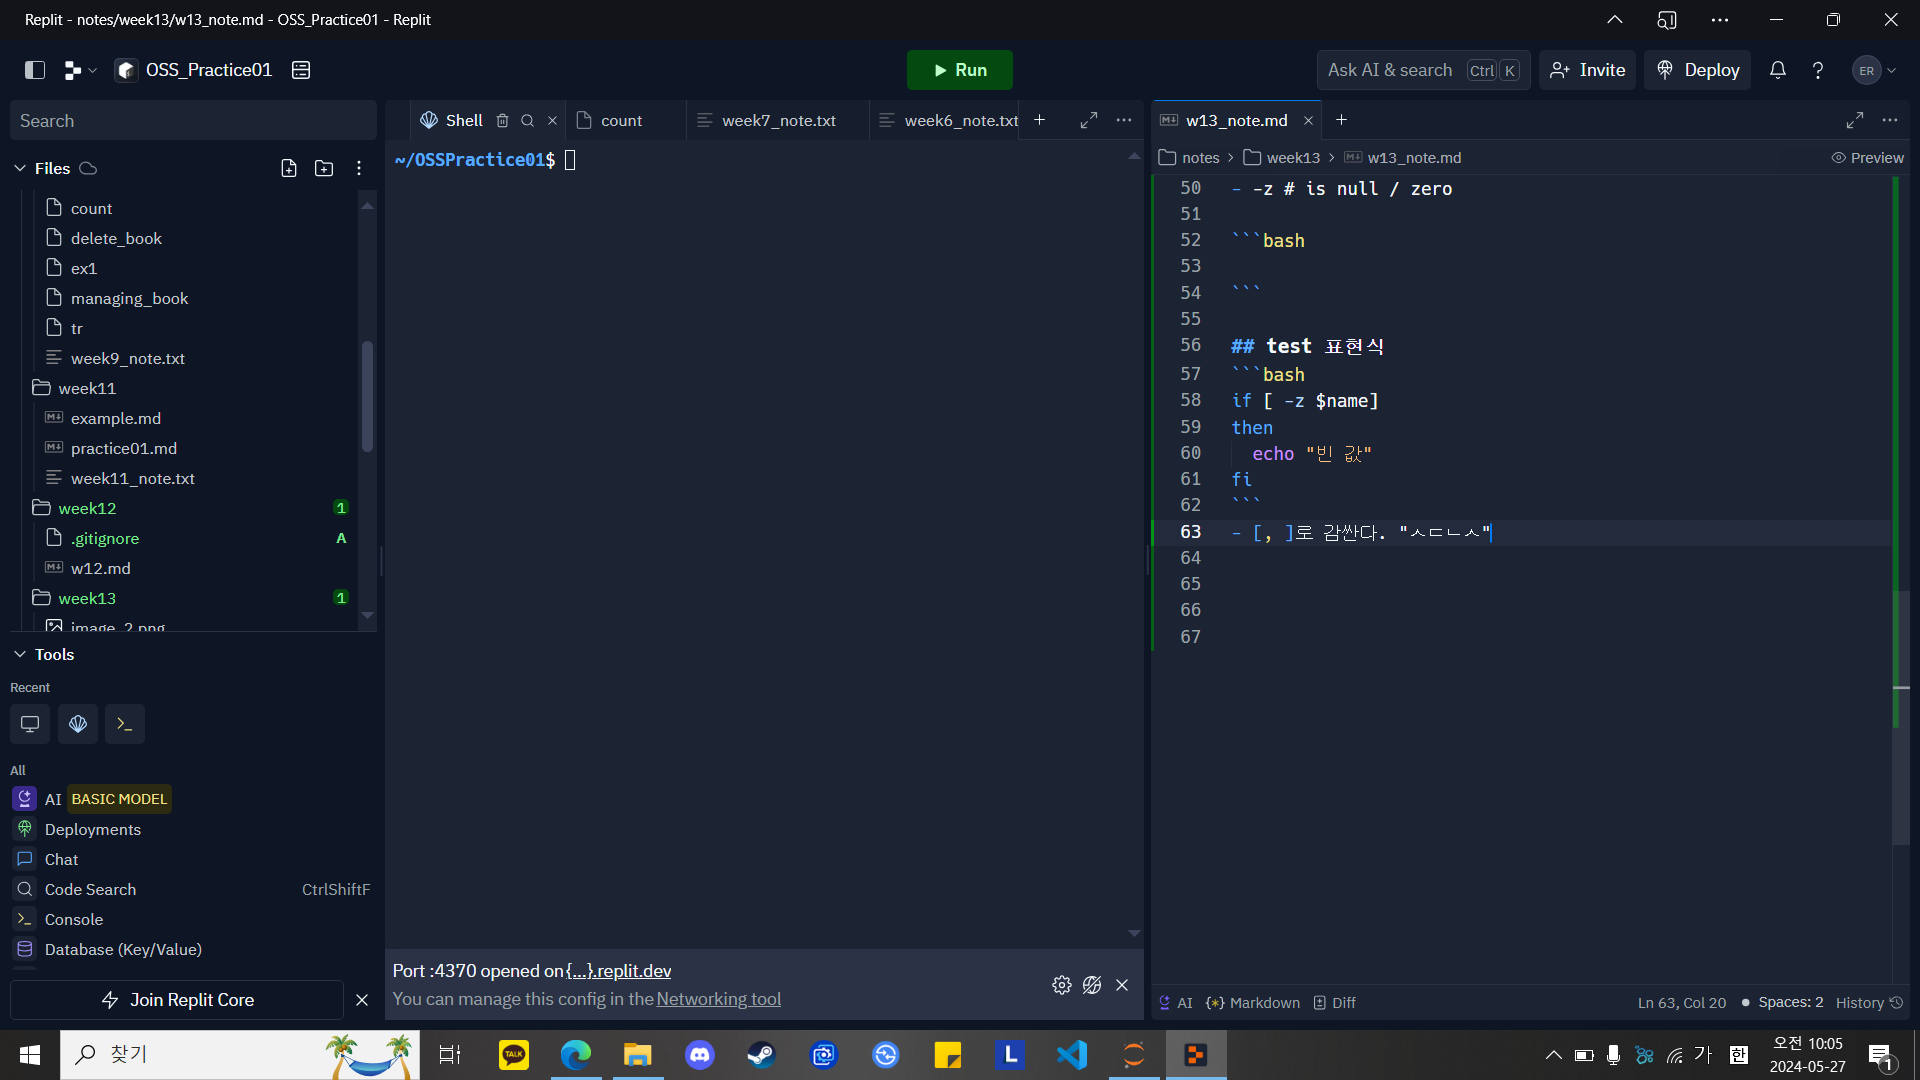 Replit - notes/week13/w13_note.md - OSS_Practice01 - Replit
OSS_Practice01
Run
Ask AI & search Ctrl K
Invite
Deploy
ER
Search
Files
count
delete_book
ex1
managing_book
tr
week9_note.txt
week11
example.md
practice01.md
week11_note.txt
week12 1
.gitignore A
w12.md
week13 1
image_2.png
Tools
Recent
All
AI BASIC MODEL
Deployments
Chat
Code Search CtrlShiftF
Console
Database (Key/Value)
Join Replit Core
Shell
count
week7_note.txt
week6_note.txt
~/OSSPractice01$
Port :4370 opened on {...}.replit.dev
You can manage this config in the Networking tool
w13_note.md
notes > week13 > w13_note.md
Preview
50 - -z # is null / zero
51
52 ```bash
53
54 ```
55
56 ## test 표현식
57 ```bash
58 if [ -z $name]
59 then
60 echo "빈 값"
61 fi
62 ```
63 - [, ]로 감싼다. "ㅅㄷㄴㅅ"
64
65
66
67
AI Markdown Diff
Ln 63, Col 20 Spaces: 2 History
찾기
TALK
L
가
한
오전 10:05
2024-05-27
1